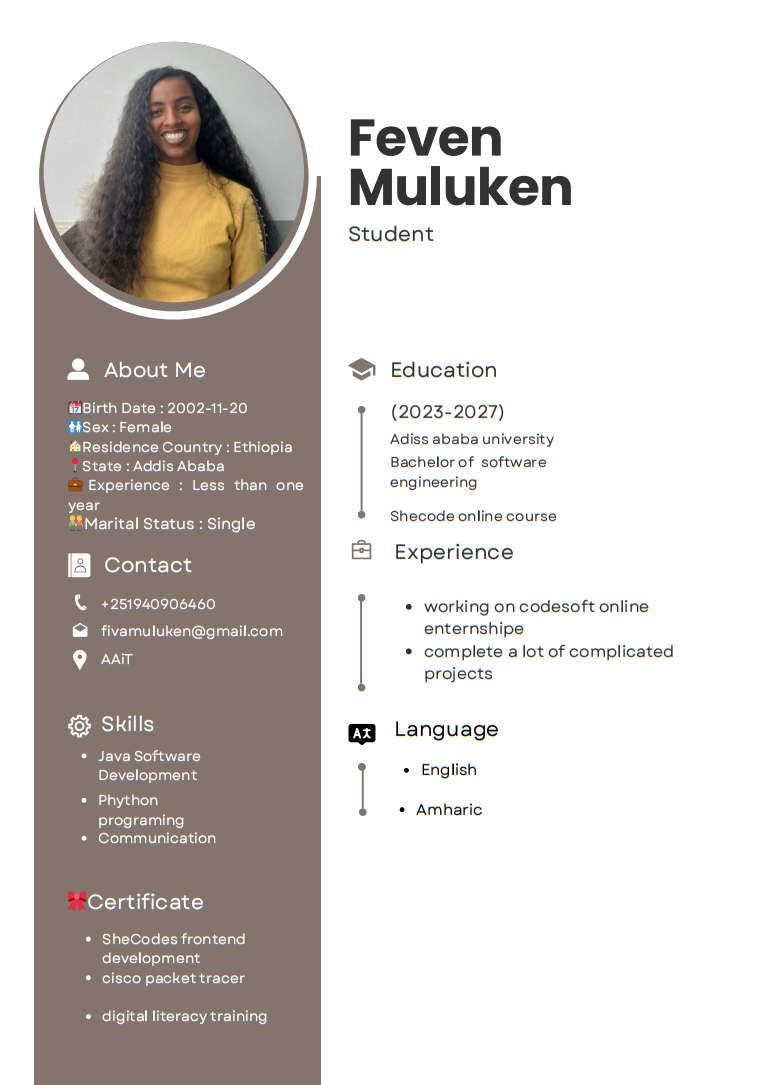 Feven
Muluken
Student
About Me
Birth Date : 2002-11-20
Sex : Female
Residence Country : Ethiopia
State : Addis Ababa
Experience : Less than one
year
Marital Status : Single
Contact
+251940906460
fivamuluken@gmail.com
AAiT
Skills
• Java Software
Development
• Phython
programing
• Communication
Certificate
• SheCodes frontend
development
• cisco packet tracer
• digital literacy training
Education
(2023-2027)
Adiss ababa university
Bachelor of software
engineering
Shecode online course
Experience
• working on codesoft online
enternshipe
• complete a lot of complicated
projects
Language
• English
• Amharic